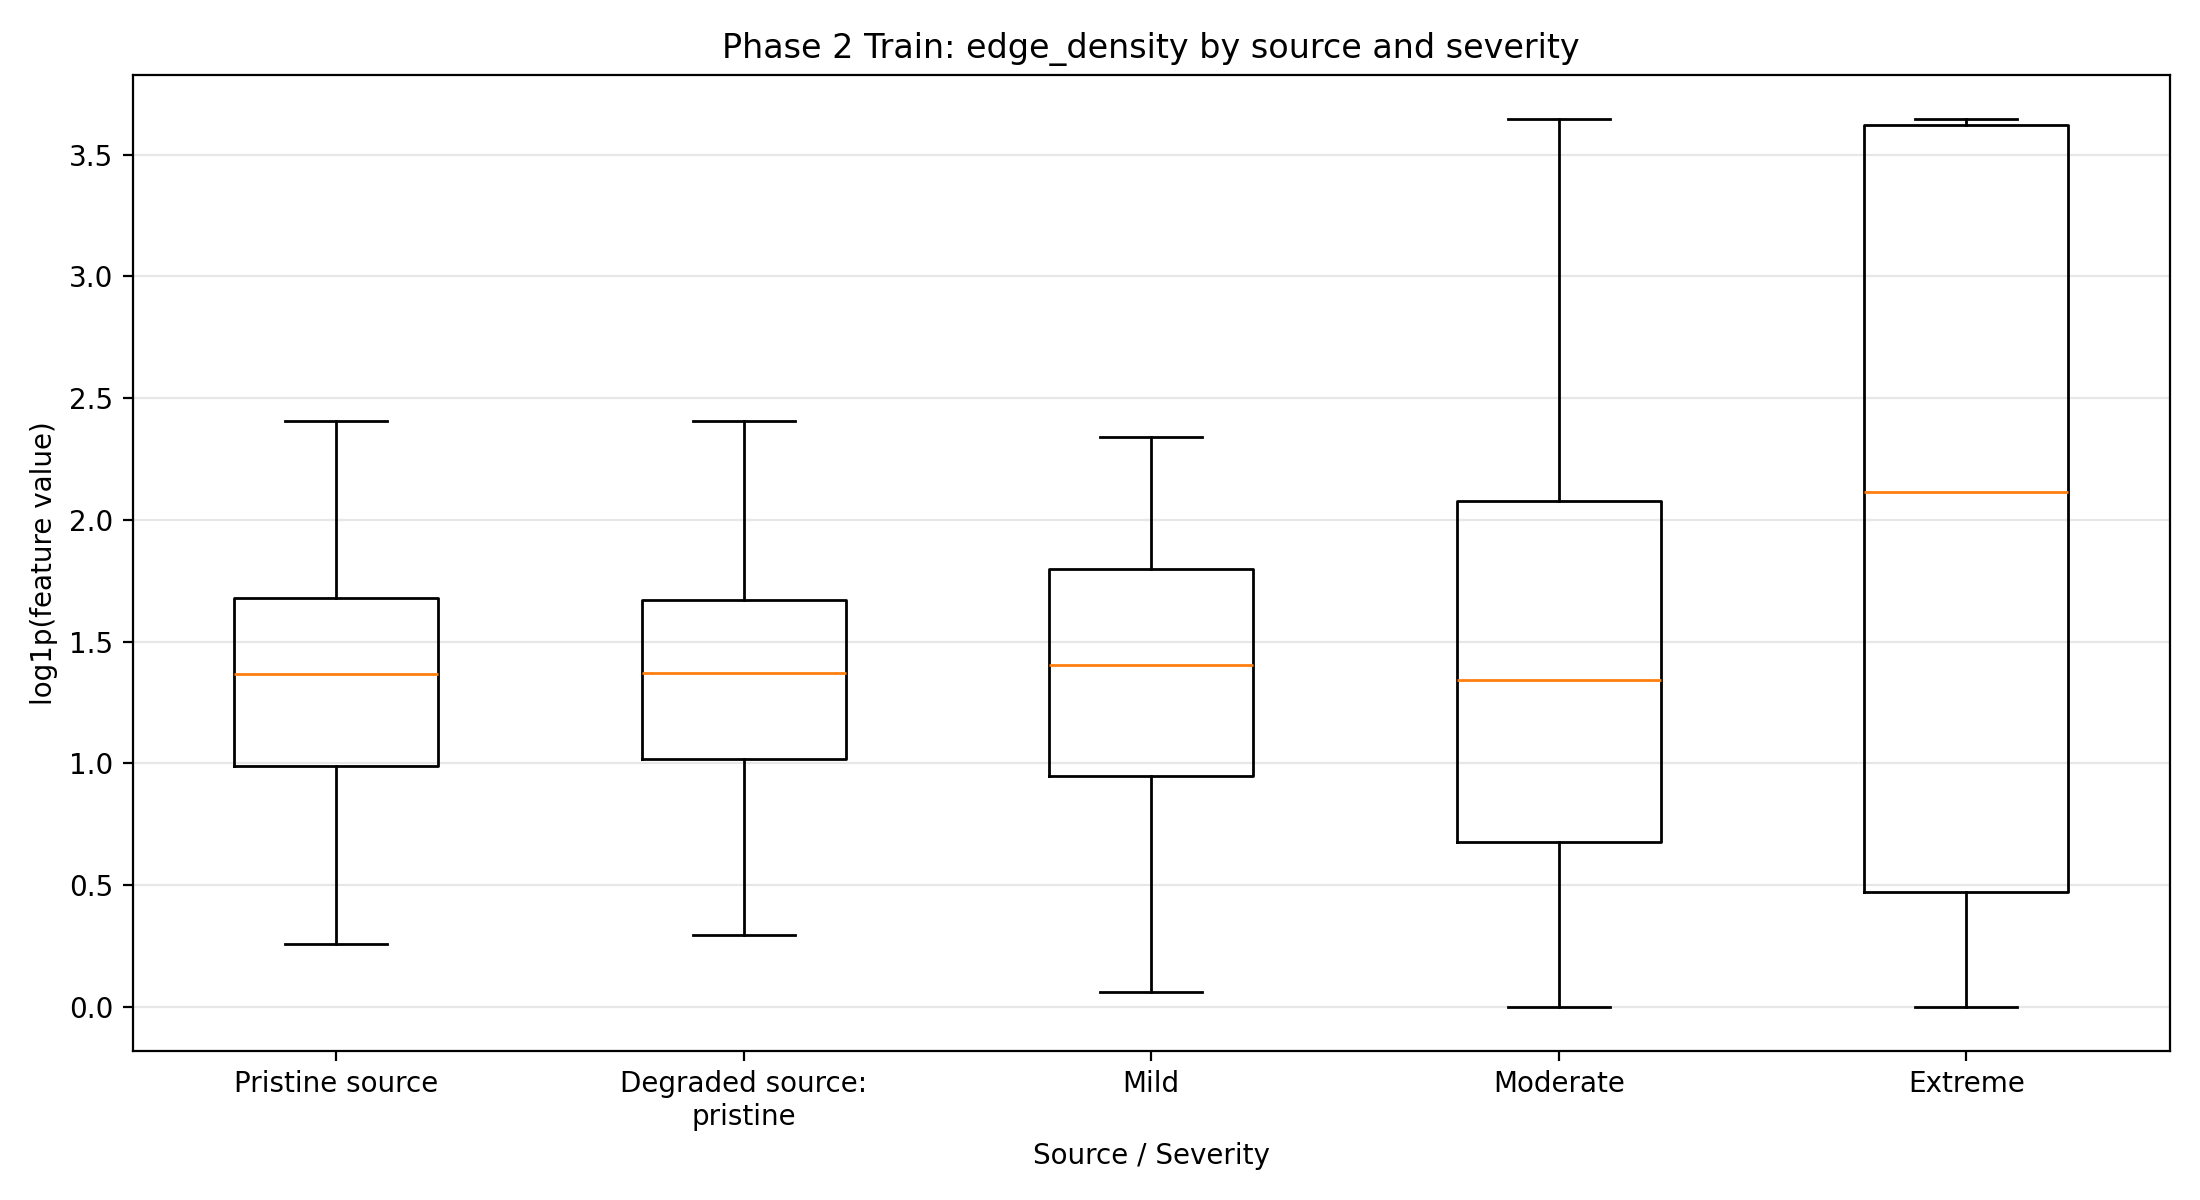 Phase 2 Train: edge_density by source and severity
log1p(feature value)
3.5
3.0
2.5
2.0
1.5
1.0
0.5
0.0
Pristine source
Degraded source:
pristine
Mild
Moderate
Extreme
Source / Severity